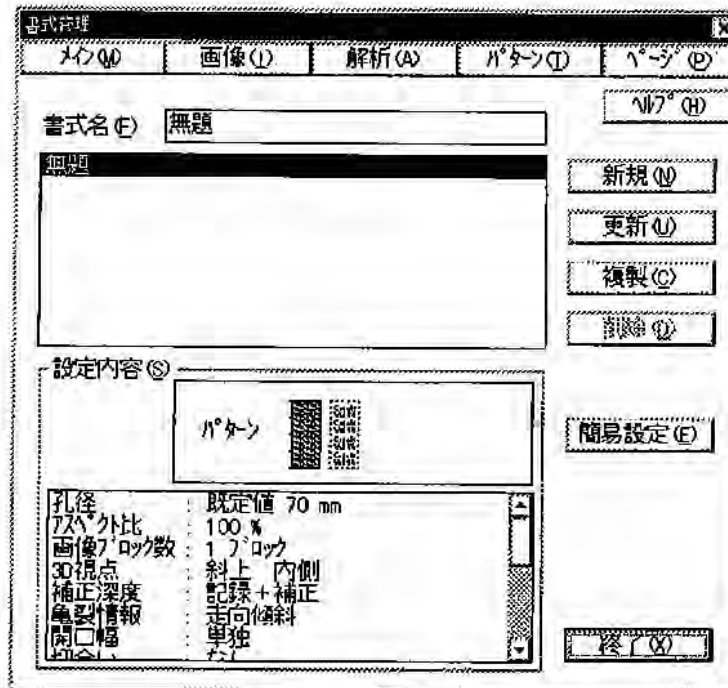 書式管理
ﾒｲﾝ(M) 画像(I) 解析(A) ﾊﾟﾀｰﾝ(T) ﾍﾟｰｼﾞ(P)
ﾍﾙﾌﾟ(H)
書式名(F) 無題
無題
新規(N)
更新(U)
複製(C)
削除(D)
設定内容(S)
ﾊﾟﾀｰﾝ
簡易設定(E)
孔径 : 既定値 70 mm
ｱｽﾍﾟｸﾄ比 : 100 %
画像ﾌﾞﾛｯｸ数 : 1 ﾌﾞﾛｯｸ
3D視点 : 斜上 内側
補正深度 : 記録+補正
亀裂情報 : 走向傾斜
開口幅 : 単独
終了(X)